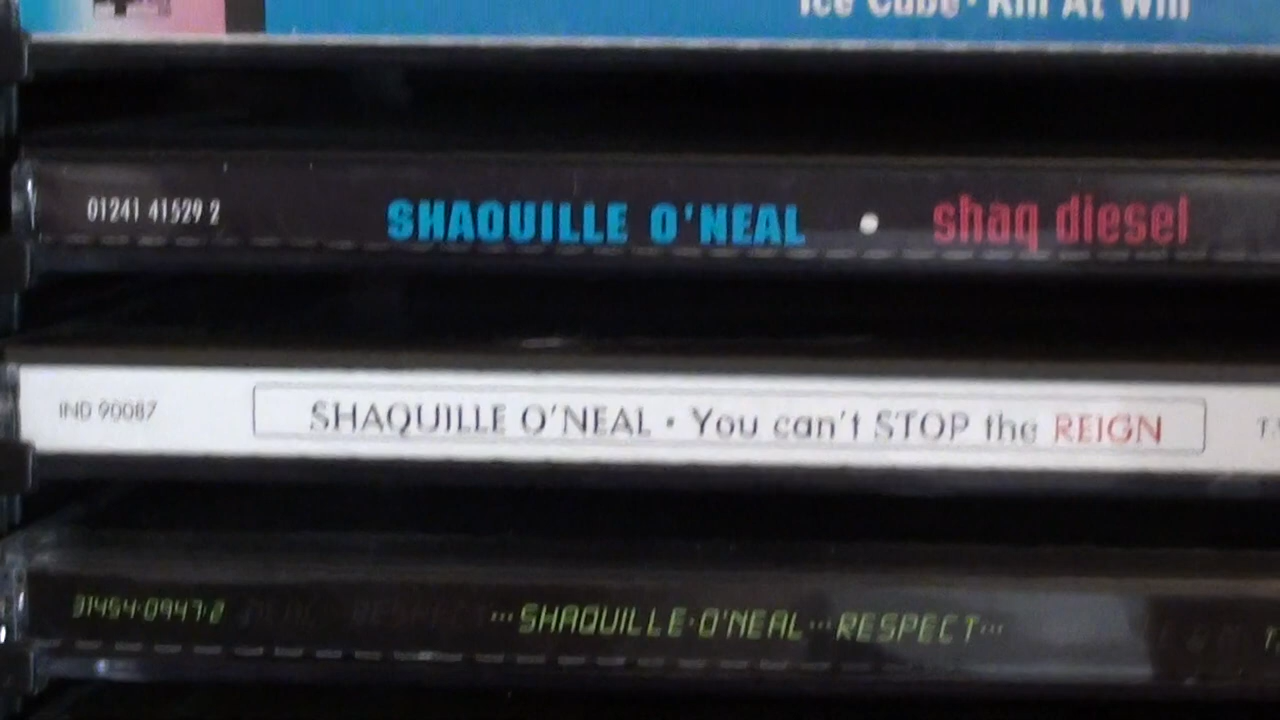 Ice Cube · Kill At Will
01241 41529 2 SHAQUILLE O'NEAL • shaq diesel
IND 90087 SHAQUILLE O'NEAL • You can't STOP the REIGN
31454-0947-2 ···SHAQUILLE·O'NEAL···RESPECT···